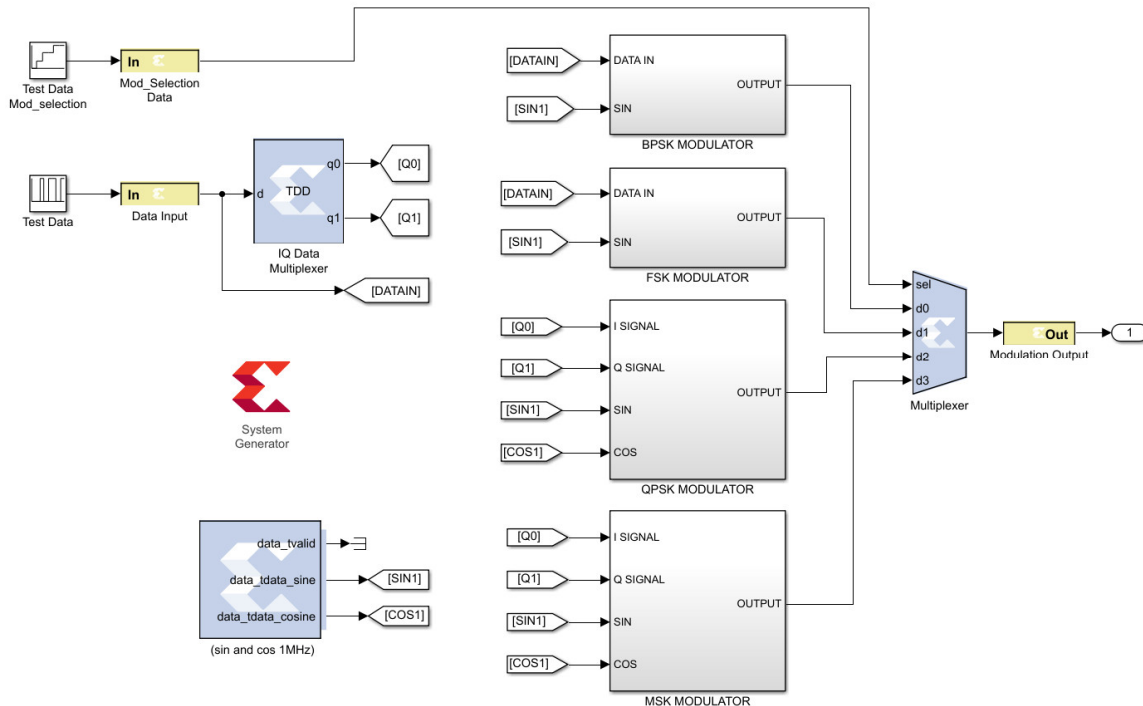 Test Data
Mod_selection
In
Mod_Selection
Data
Test Data
In
Data Input
d
TDD
q0
q1
IQ Data
Multiplexer
[Q0]
[Q1]
[DATAIN]
System
Generator
data_tvalid
data_tdata_sine
data_tdata_cosine
(sin and cos 1MHz)
[SIN1]
[COS1]
[DATAIN]
[SIN1]
DATA IN
SIN
OUTPUT
BPSK MODULATOR
[DATAIN]
[SIN1]
DATA IN
SIN
OUTPUT
FSK MODULATOR
[Q0]
[Q1]
[SIN1]
[COS1]
I SIGNAL
Q SIGNAL
SIN
COS
OUTPUT
QPSK MODULATOR
[Q0]
[Q1]
[SIN1]
[COS1]
I SIGNAL
Q SIGNAL
SIN
COS
OUTPUT
MSK MODULATOR
sel
d0
d1
d2
d3
Multiplexer
Out
Modulation Output
1